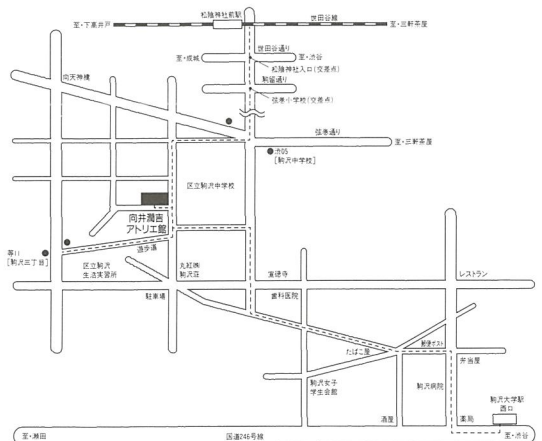 松陰神社前駅
世田谷線
至・下高井戸
至・三軒茶屋
世田谷通り
至・成城
至・渋谷
松陰神社入口(交差点)
駒留通り
弦巻小学校(交差点)
向天神橋
弦巻通り
至・三軒茶屋
渋05
[駒沢中学校]
区立駒沢中学校
向井潤吉
アトリエ館
等11
[駒沢三丁目]
遊歩道
区立駒沢
生活実習所
丸紅㈱
駒沢荘
宣徳寺
レストラン
駐車場
歯科医院
たばこ屋
郵便ポスト
弁当屋
駒沢女子
学生会館
駒沢病院
駒沢大学駅
西口
酒屋
薬局
至・瀬田
国道246号線
至・渋谷